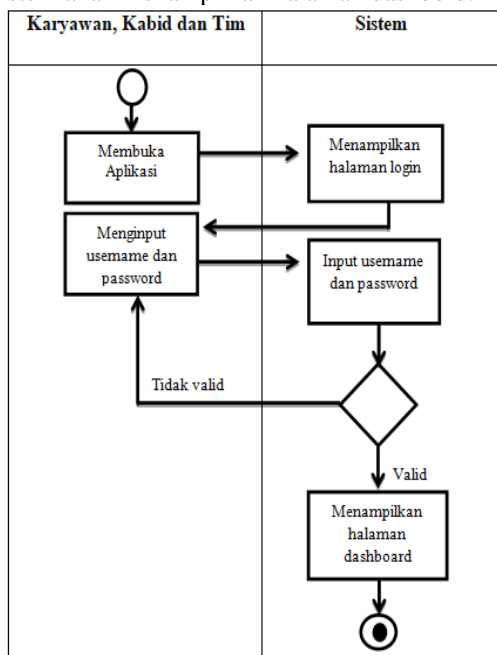 Karyawan, Kabid dan Tim
Sistem
Membuka
Aplikasi
Menampilkan
halaman login
Menginput
username dan
password
Input username
dan password
Tidak valid
Valid
Menampilkan
halaman
dashboard